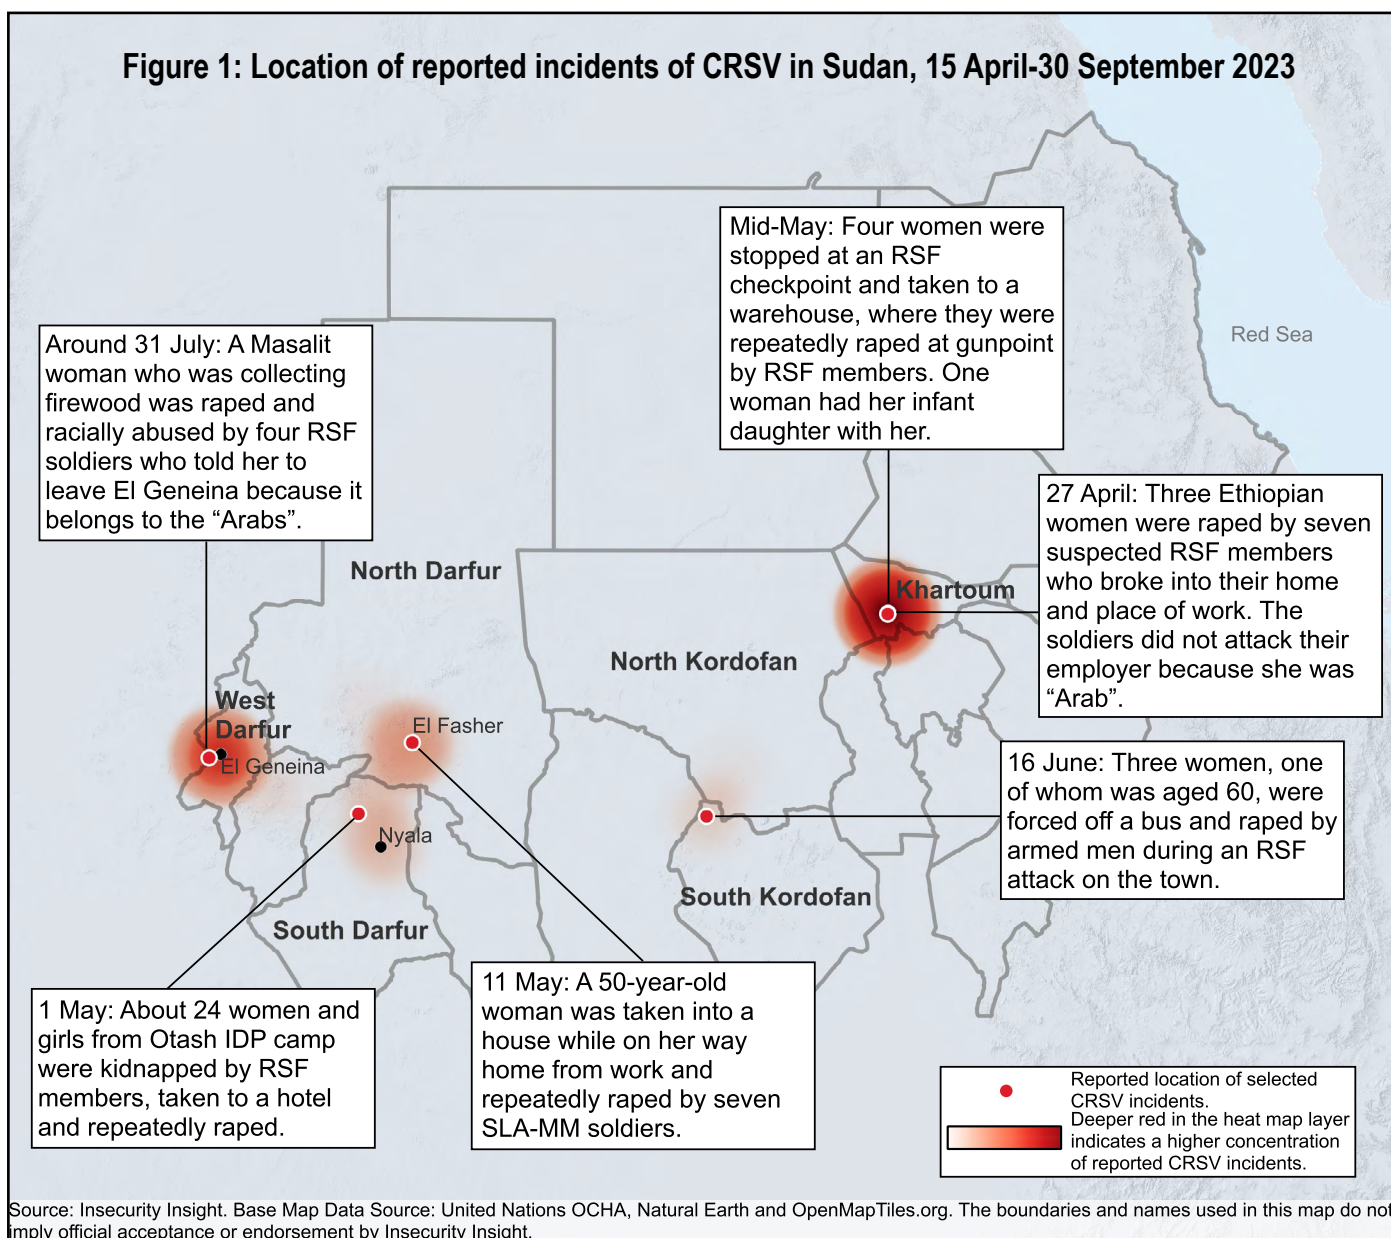 Figure 1: Location of reported incidents of CRSV in Sudan, 15 April-30 September 2023
Mid-May: Four women were
stopped at an RSF
checkpoint and taken to a
warehouse, where they were
repeatedly raped at gunpoint
by RSF members. One
woman had her infant
daughter with her.
Red Sea
Around 31 July: A Masalit
woman who was collecting
firewood was raped and
racially abused by four RSF
soldiers who told her to
leave El Geneina because it
belongs to the “Arabs”.
27 April: Three Ethiopian
women were raped by seven
suspected RSF members
who broke into their home
and place of work. The
soldiers did not attack their
employer because she was
“Arab”.
North Darfur
Khartoum
North Kordofan
West
Darfur
El Geneina
El Fasher
Nyala
16 June: Three women, one
of whom was aged 60, were
forced off a bus and raped by
armed men during an RSF
attack on the town.
South Kordofan
South Darfur
1 May: About 24 women and
girls from Otash IDP camp
were kidnapped by RSF
members, taken to a hotel
and repeatedly raped.
11 May: A 50-year-old
woman was taken into a
house while on her way
home from work and
repeatedly raped by seven
SLA-MM soldiers.
Reported location of selected
CRSV incidents.
Deeper red in the heat map layer
indicates a higher concentration
of reported CRSV incidents.
Source: Insecurity Insight. Base Map Data Source: United Nations OCHA, Natural Earth and OpenMapTiles.org. The boundaries and names used in this map do not
imply official acceptance or endorsement by Insecurity Insight.